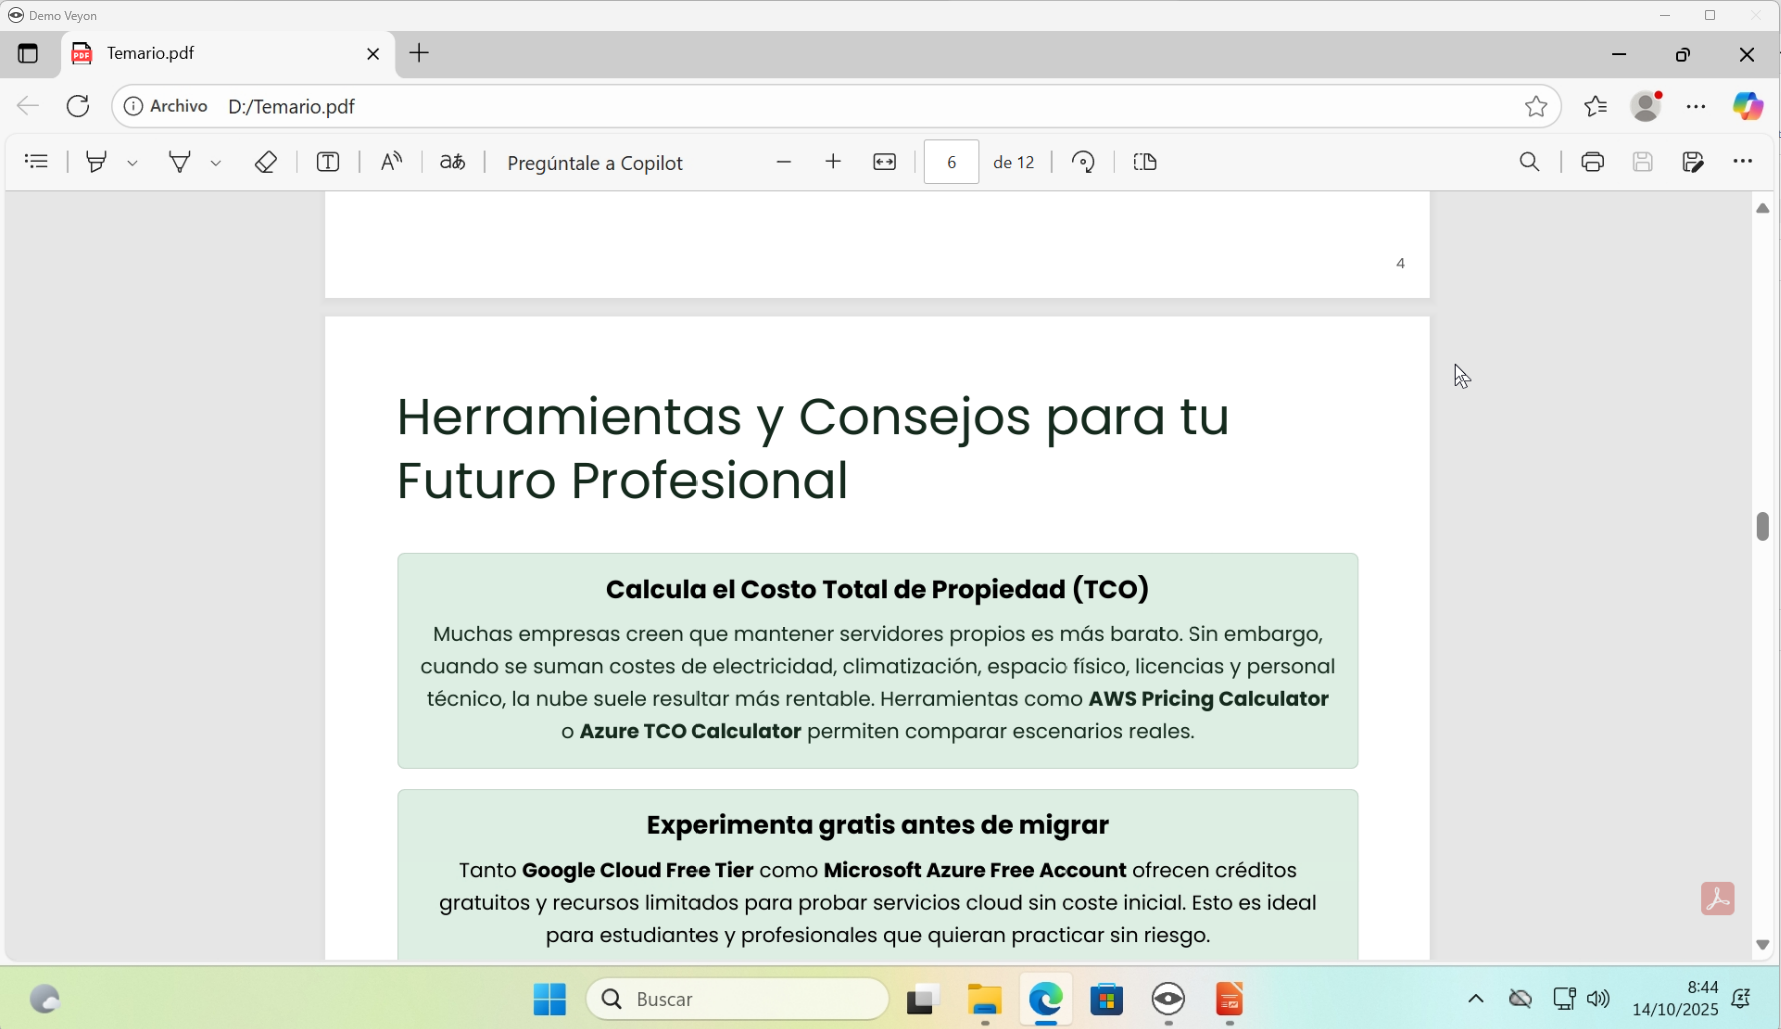 Demo Veyon
Temario.pdf
Archivo D:/Temario.pdf
Pregúntale a Copilot 6 de 12
4
Herramientas y Consejos para tu
Futuro Profesional
Calcula el Costo Total de Propiedad (TCO)
Muchas empresas creen que mantener servidores propios es más barato. Sin embargo,
cuando se suman costes de electricidad, climatización, espacio físico, licencias y personal
técnico, la nube suele resultar más rentable. Herramientas como AWS Pricing Calculator
o Azure TCO Calculator permiten comparar escenarios reales.
Experimenta gratis antes de migrar
Tanto Google Cloud Free Tier como Microsoft Azure Free Account ofrecen créditos
gratuitos y recursos limitados para probar servicios cloud sin coste inicial. Esto es ideal
para estudiantes y profesionales que quieran practicar sin riesgo.
Buscar
8:44
14/10/2025